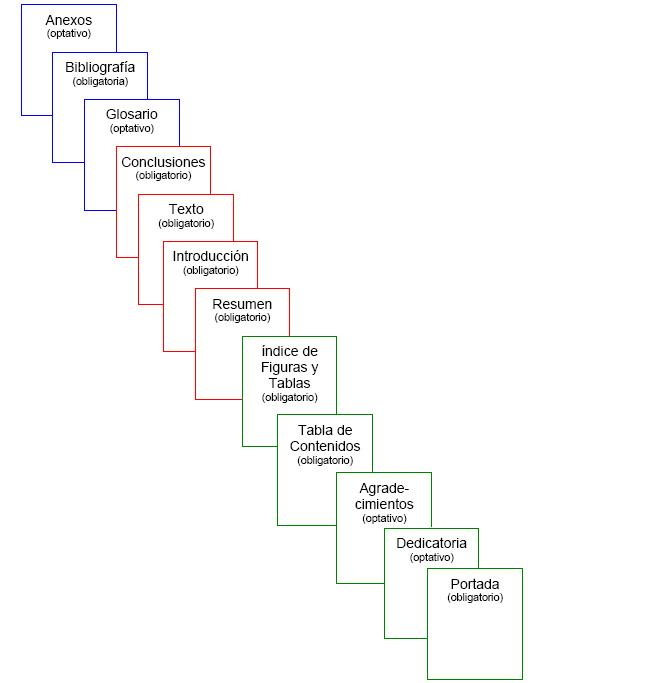 Anexos
(optativo)
Bibliografía
(obligatoria)
Glosario
(optativo)
Conclusiones
(obligatorio)
Texto
(obligatorio)
Introducción
(obligatorio)
Resumen
(obligatorio)
índice de
Figuras y
Tablas
(obligatorio)
Tabla de
Contenidos
(obligatorio)
Agrade-
cimientos
(optativo)
Dedicatoria
(optativo)
Portada
(obligatorio)